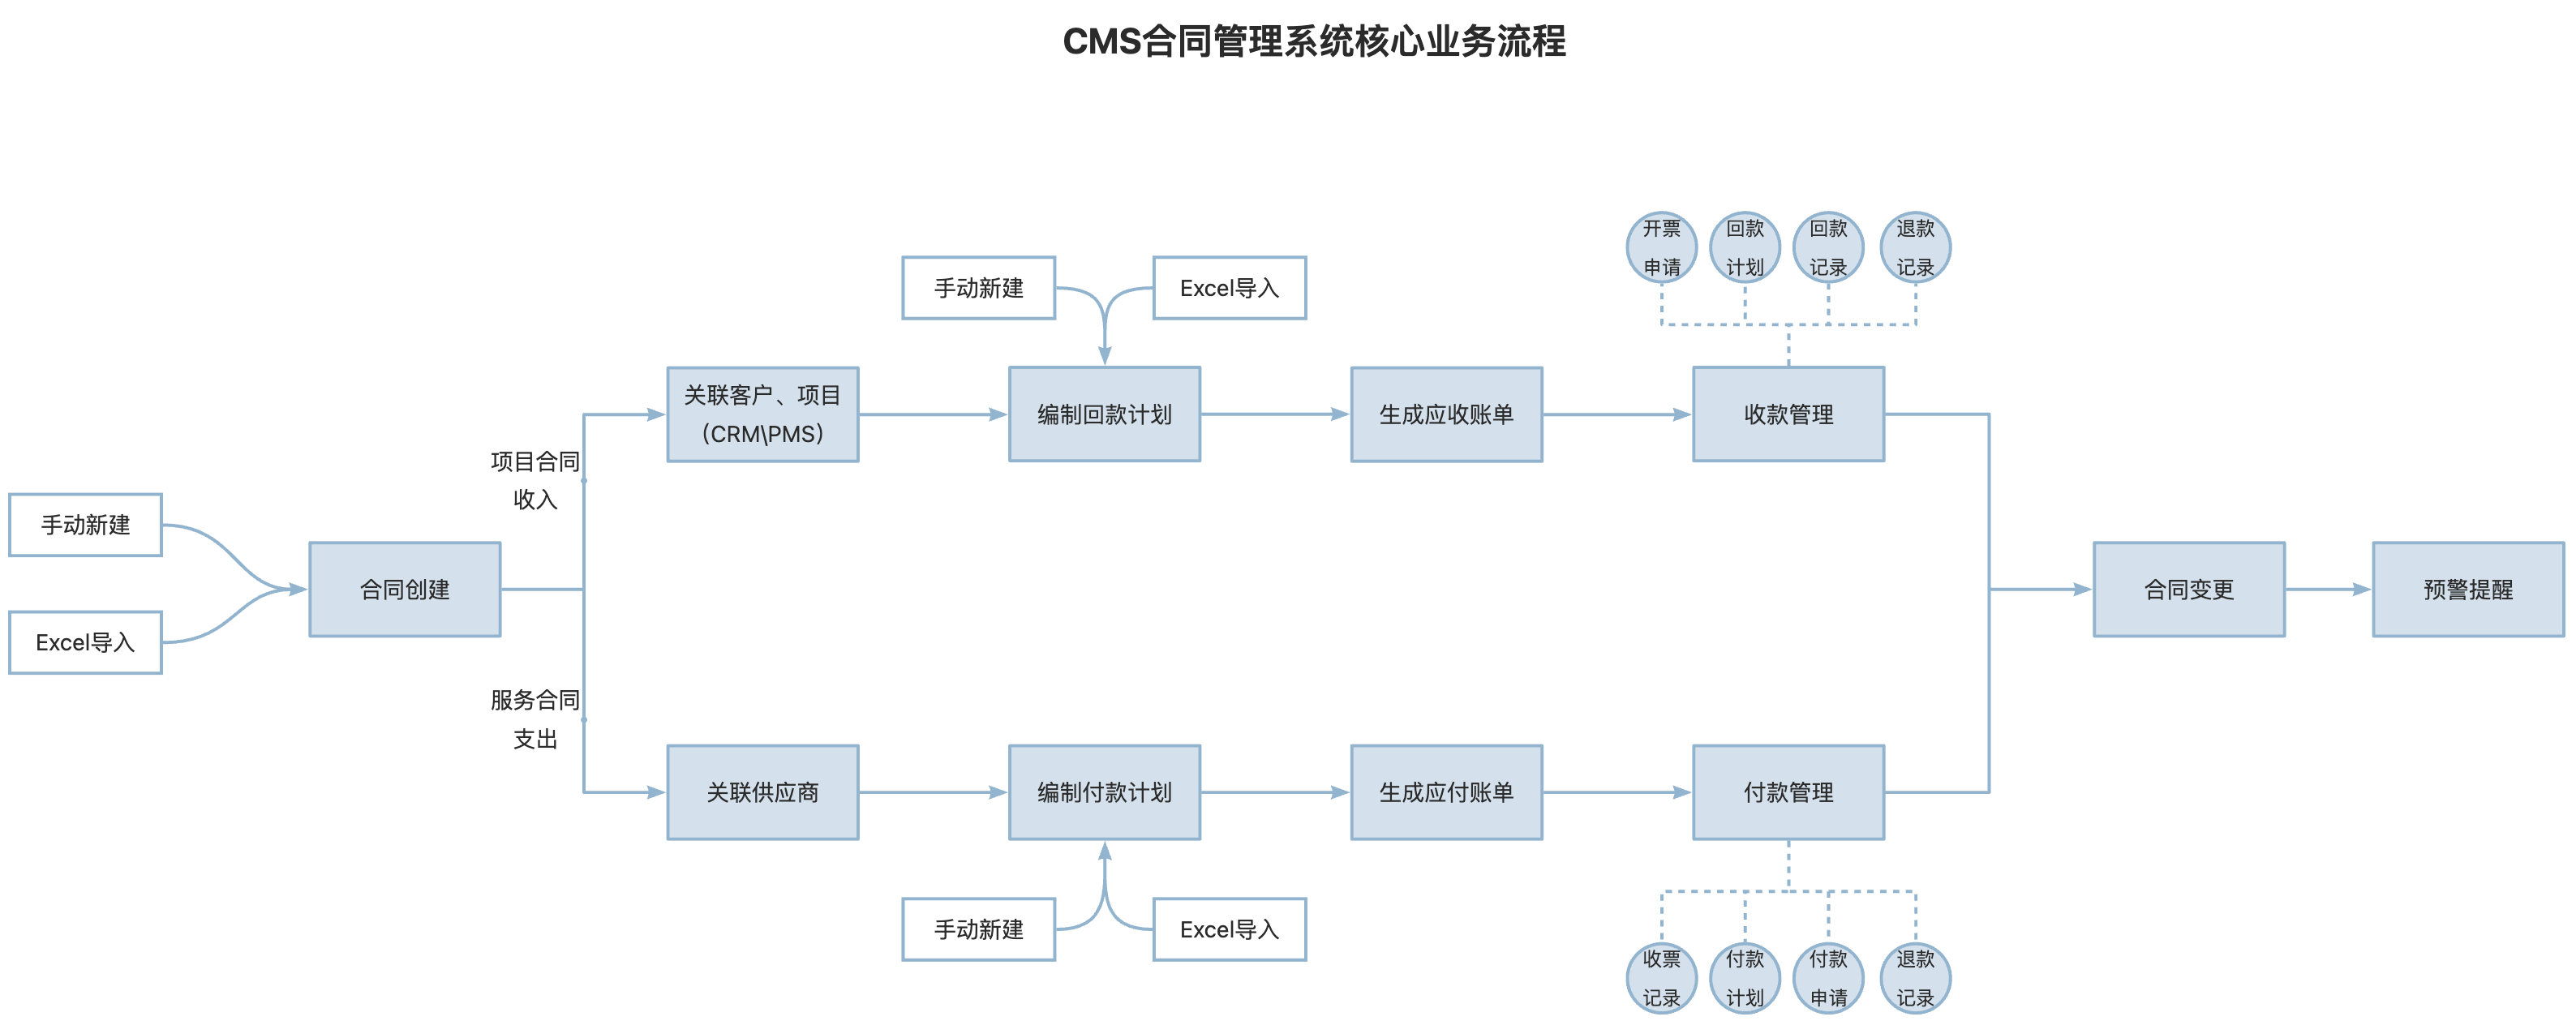 CMS合同管理系统核心业务流程
开票
申请
回款
计划
回款
记录
退款
记录
手动新建
Excel导入
关联客户、项目
（CRM\PMS）
编制回款计划
生成应收账单
收款管理
项目合同
收入
手动新建
Excel导入
合同创建
合同变更
预警提醒
服务合同
支出
关联供应商
编制付款计划
生成应付账单
付款管理
手动新建
Excel导入
收票
记录
付款
计划
付款
申请
退款
记录